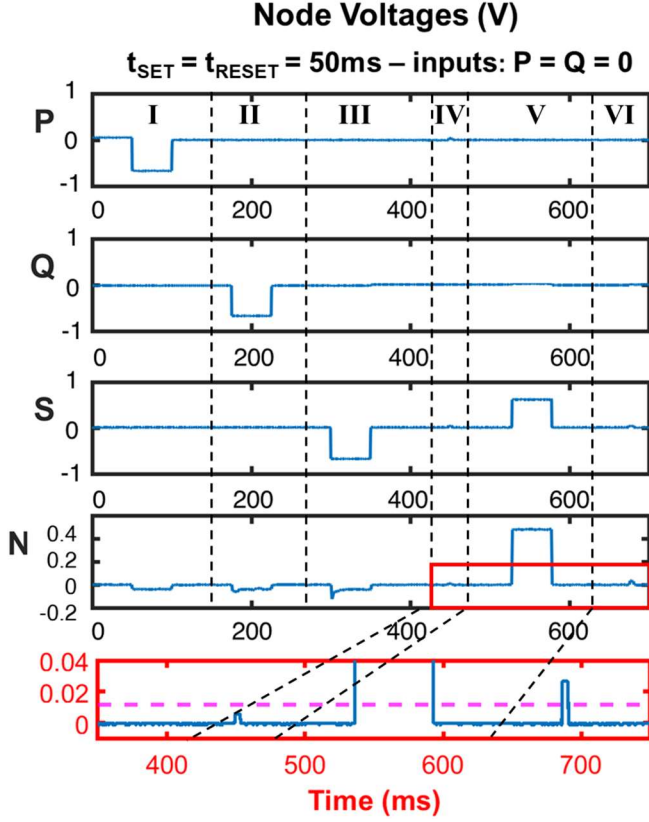 Node Voltages (V)
tSET = tRESET = 50ms – inputs: P = Q = 0
P
1
0
-1
I II III IV V VI
0 200 400 600
Q
1
0
-1
0 200 400 600
S
1
0
-1
0 200 400 600
N
0.4
0.2
0
-0.2
0 200 400 600
0.04
0.02
0
400 500 600 700
Time (ms)